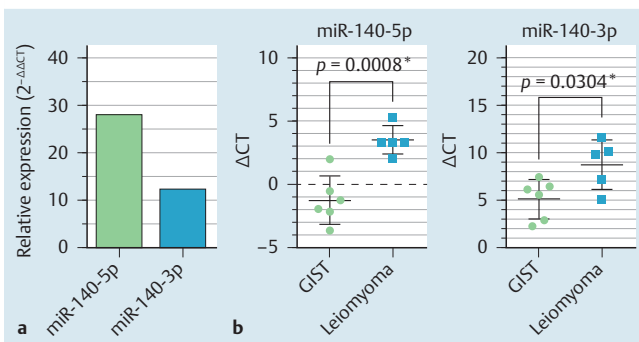 Relative expression (2⁻ΔΔCT)
40
30
20
10
0
miR-140-5p
miR-140-3p
a
miR-140-5p
p = 0.0008*
ΔCT
10
5
0
−5
GIST
Leiomyoma
b
miR-140-3p
p = 0.0304*
ΔCT
20
15
10
5
0
GIST
Leiomyoma